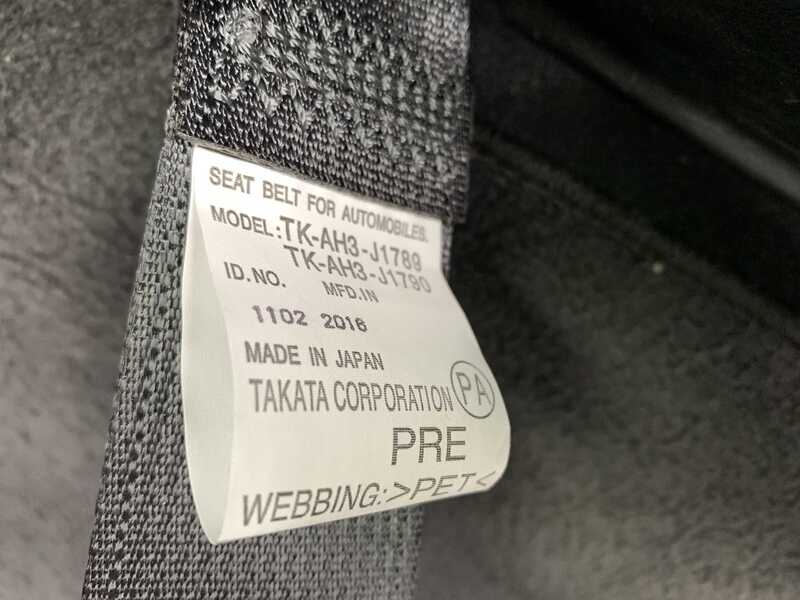 SEAT BELT FOR AUTOMOBILES.
MODEL:TK-AH3-J1789
TK-AH3-J1790
ID.NO. MFD.IN
1102 2016
MADE IN JAPAN
TAKATA CORPORATION PA
PRE
WEBBING:>PET<